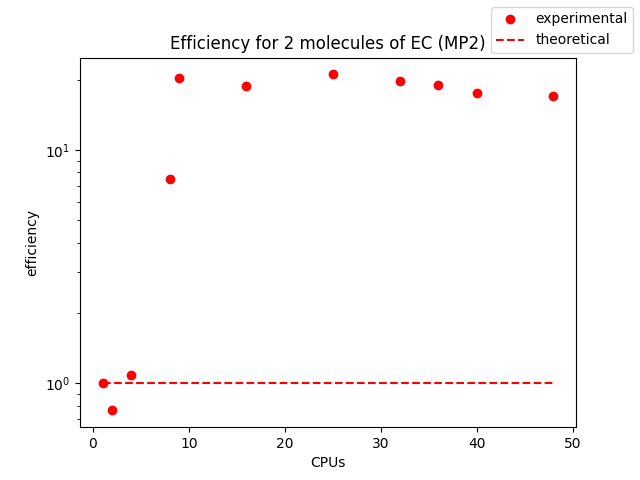 experimental
theoretical
Efficiency for 2 molecules of EC (MP2)
10¹
10⁰
efficiency
0 10 20 30 40 50
CPUs